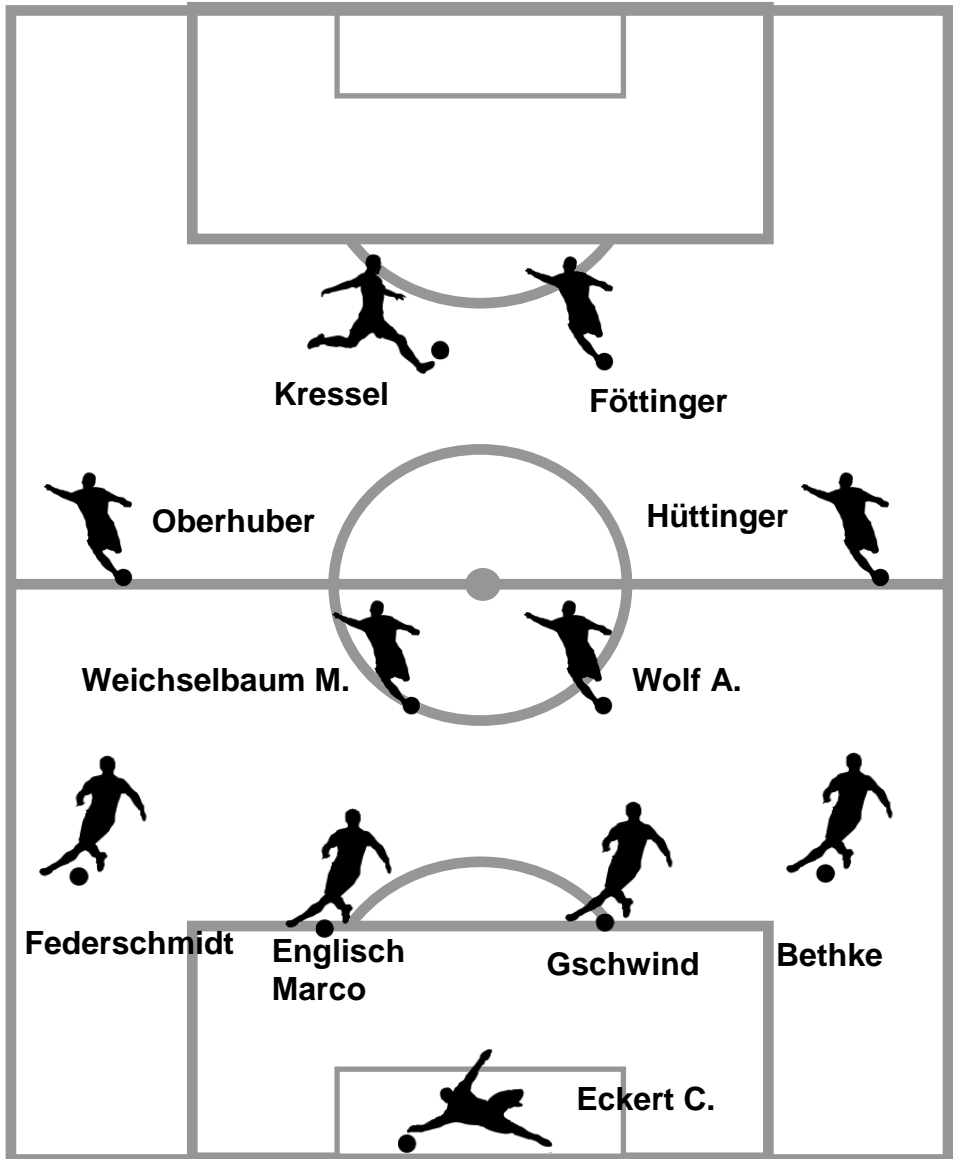 Kressel
Föttinger
Oberhuber
Hüttinger
Weichselbaum M.
Wolf A.
Federschmidt
Englisch
Marco
Gschwind
Bethke
Eckert C.